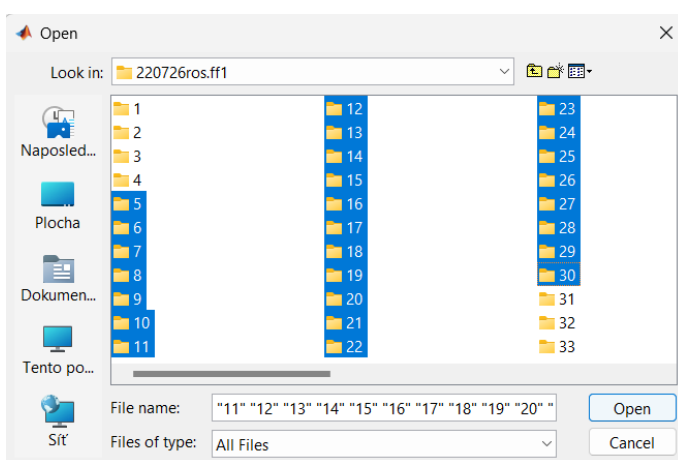 Open
Look in: 220726ros.ff1
1 12 23
2 13 24
3 14 25
4 15 26
5 16 27
6 17 28
7 18 29
8 19 30
9 20 31
10 21 32
11 22 33
Naposled...
Plocha
Dokumen...
Tento po...
Síť
File name: "11" "12" "13" "14" "15" "16" "17" "18" "19" "20" "
Open
Files of type: All Files
Cancel